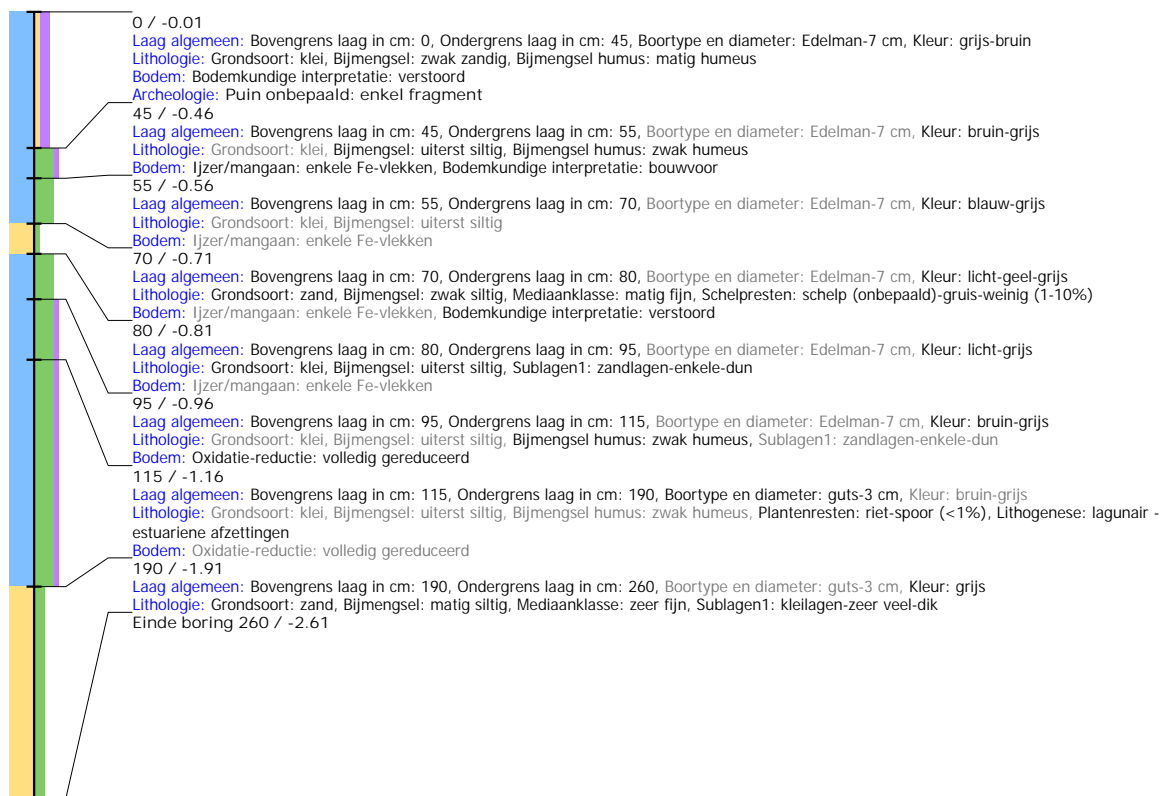 0 / -0.01
Laag algemeen: Bovengrens laag in cm: 0, Ondergrens laag in cm: 45, Boortype en diameter: Edelman-7 cm, Kleur: grijs-bruin
Lithologie: Grondsoort: klei, Bijmengsel: zwak zandig, Bijmengsel humus: matig humeus
Bodem: Bodemkundige interpretatie: verstoord
Archeologie: Puin onbepaald: enkel fragment
45 / -0.46
Laag algemeen: Bovengrens laag in cm: 45, Ondergrens laag in cm: 55, Boortype en diameter: Edelman-7 cm, Kleur: bruin-grijs
Lithologie: Grondsoort: klei, Bijmengsel: uiterst siltig, Bijmengsel humus: zwak humeus
Bodem: Ijzer/mangaan: enkele Fe-vlekken, Bodemkundige interpretatie: bouwvoor
55 / -0.56
Laag algemeen: Bovengrens laag in cm: 55, Ondergrens laag in cm: 70, Boortype en diameter: Edelman-7 cm, Kleur: blauw-grijs
Lithologie: Grondsoort: klei, Bijmengsel: uiterst siltig
Bodem: Ijzer/mangaan: enkele Fe-vlekken
70 / -0.71
Laag algemeen: Bovengrens laag in cm: 70, Ondergrens laag in cm: 80, Boortype en diameter: Edelman-7 cm, Kleur: licht-geel-grijs
Lithologie: Grondsoort: zand, Bijmengsel: zwak siltig, Mediaanklasse: matig fijn, Schelpresten: schelp (onbepaald)-gruis-weinig (1-10%)
Bodem: Ijzer/mangaan: enkele Fe-vlekken, Bodemkundige interpretatie: verstoord
80 / -0.81
Laag algemeen: Bovengrens laag in cm: 80, Ondergrens laag in cm: 95, Boortype en diameter: Edelman-7 cm, Kleur: licht-grijs
Lithologie: Grondsoort: klei, Bijmengsel: uiterst siltig, Sublagen1: zandlagen-enkele-dun
Bodem: Ijzer/mangaan: enkele Fe-vlekken
95 / -0.96
Laag algemeen: Bovengrens laag in cm: 95, Ondergrens laag in cm: 115, Boortype en diameter: Edelman-7 cm, Kleur: bruin-grijs
Lithologie: Grondsoort: klei, Bijmengsel: uiterst siltig, Bijmengsel humus: zwak humeus, Sublagen1: zandlagen-enkele-dun
Bodem: Oxidatie-reductie: volledig gereduceerd
115 / -1.16
Laag algemeen: Bovengrens laag in cm: 115, Ondergrens laag in cm: 190, Boortype en diameter: guts-3 cm, Kleur: bruin-grijs
Lithologie: Grondsoort: klei, Bijmengsel: uiterst siltig, Bijmengsel humus: zwak humeus, Plantenresten: riet-spoor (<1%), Lithogenese: lagunair -
estuariene afzettingen
Bodem: Oxidatie-reductie: volledig gereduceerd
190 / -1.91
Laag algemeen: Bovengrens laag in cm: 190, Ondergrens laag in cm: 260, Boortype en diameter: guts-3 cm, Kleur: grijs
Lithologie: Grondsoort: zand, Bijmengsel: matig siltig, Mediaanklasse: zeer fijn, Sublagen1: kleilagen-zeer veel-dik
Einde boring 260 / -2.61